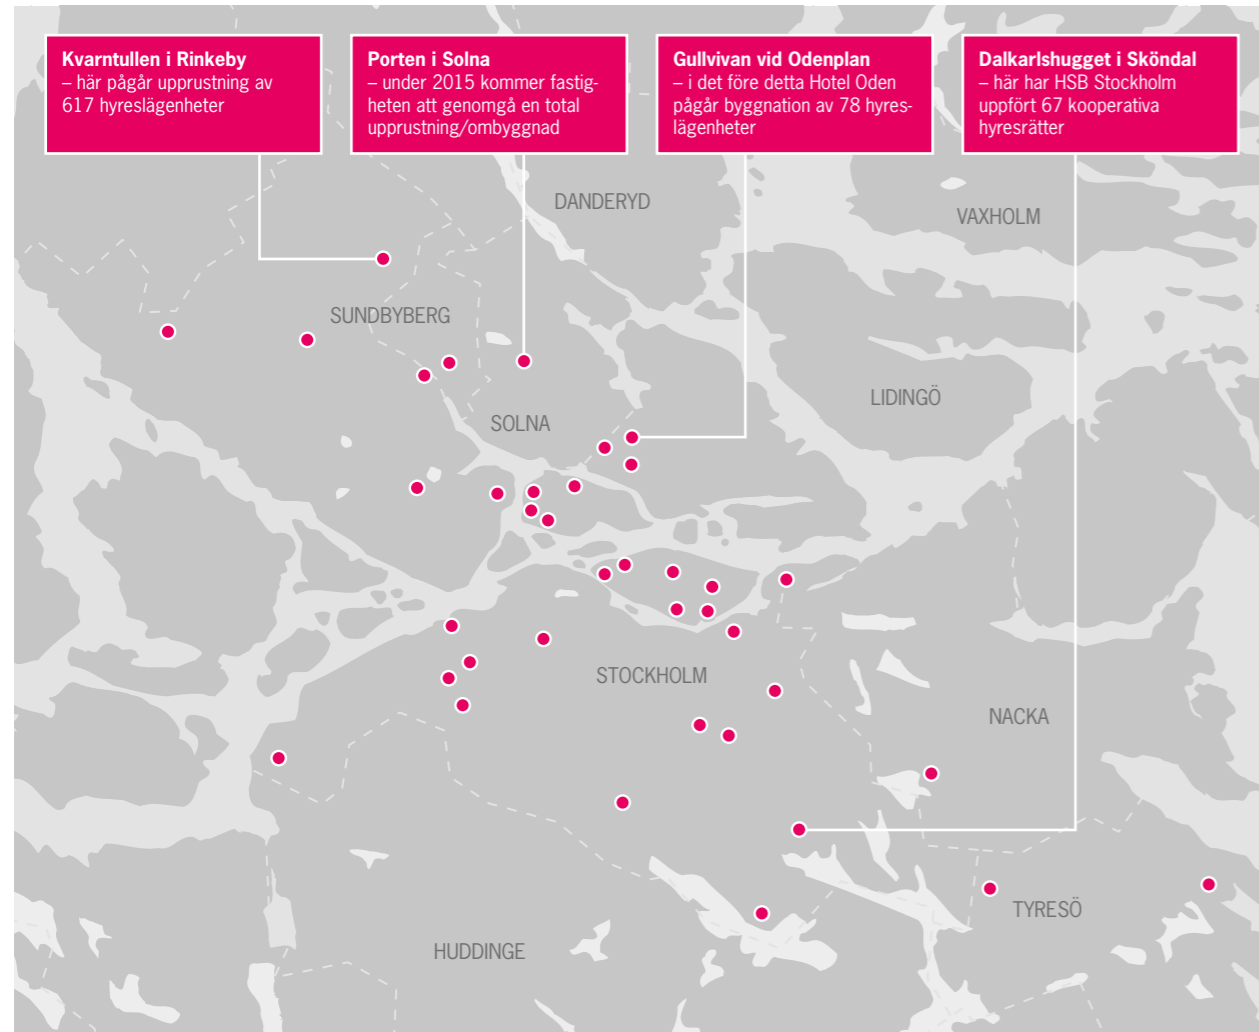 Kvarntullen i Rinkeby
– här pågår upprustning av
617 hyreslägenheter
Porten i Solna
– under 2015 kommer fastig-
heten att genomgå en total
upprustning/ombyggnad
Gullvivan vid Odenplan
– i det före detta Hotel Oden
pågår byggnation av 78 hyres-
lägenheter
Dalkarlshugget i Sköndal
– här har HSB Stockholm
uppfört 67 kooperativa
hyresrätter
DANDERYD
VAXHOLM
SUNDBYBERG
LIDINGÖ
SOLNA
STOCKHOLM
NACKA
TYRESÖ
HUDDINGE